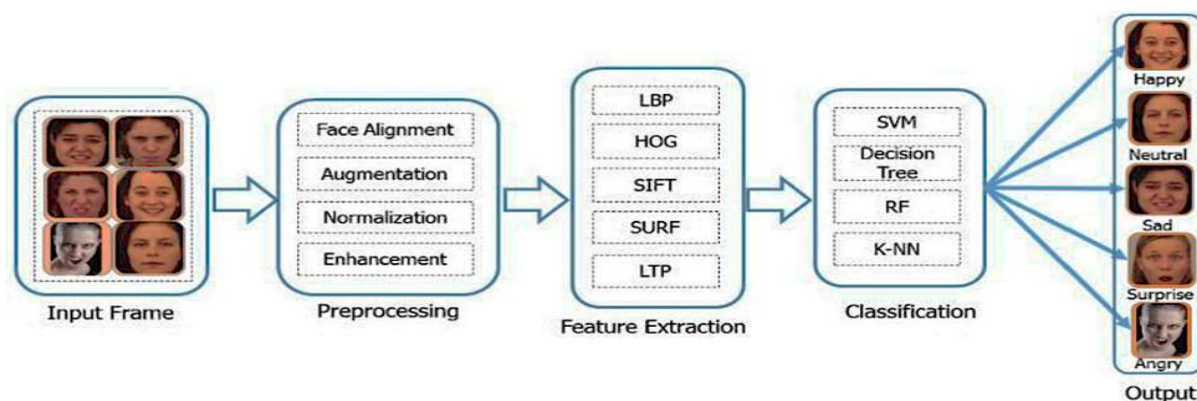 Input Frame
Face Alignment
Augmentation
Normalization
Enhancement
Preprocessing
LBP
HOG
SIFT
SURF
LTP
Feature Extraction
SVM
Decision
Tree
RF
K-NN
Classification
Happy
Neutral
Sad
Surprise
Angry
Output